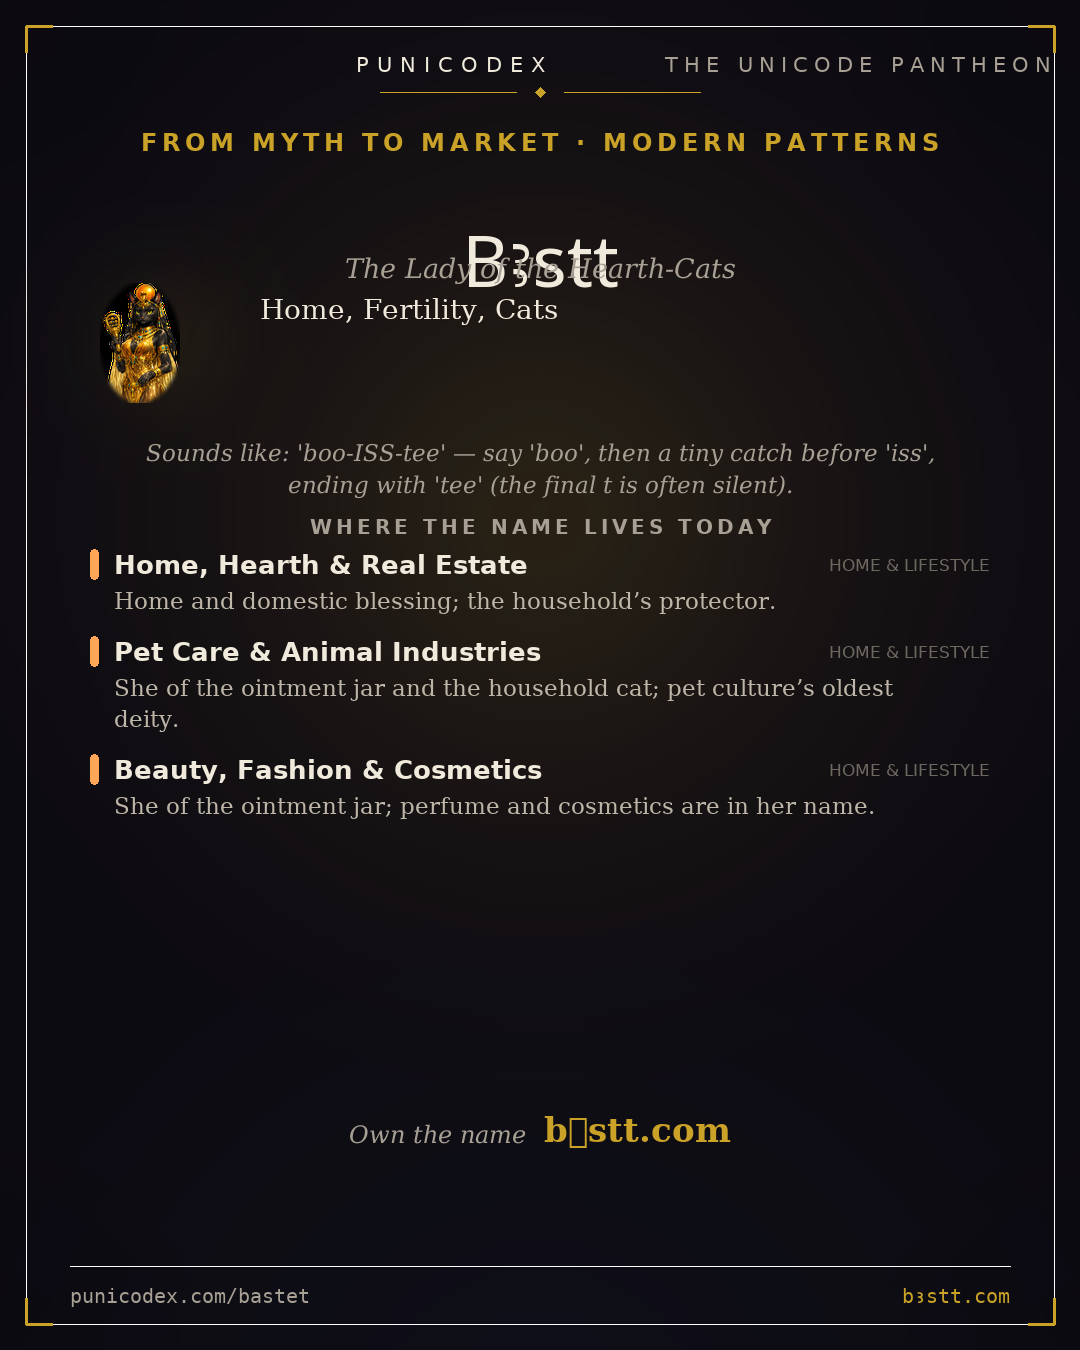 PUNICODEX THE UNICODE PANTHEON
FROM MYTH TO MARKET · MODERN PATTERNS
Bꜣstt
The Lady of the Hearth-Cats
Home, Fertility, Cats
Sounds like: 'boo-ISS-tee' — say 'boo', then a tiny catch before 'iss',
ending with 'tee' (the final t is often silent).
WHERE THE NAME LIVES TODAY
Home, Hearth & Real Estate HOME & LIFESTYLE
Home and domestic blessing; the household’s protector.
Pet Care & Animal Industries HOME & LIFESTYLE
She of the ointment jar and the household cat; pet culture’s oldest
deity.
Beauty, Fashion & Cosmetics HOME & LIFESTYLE
She of the ointment jar; perfume and cosmetics are in her name.
Own the name b▯stt.com
punicodex.com/bastet bꜣstt.com